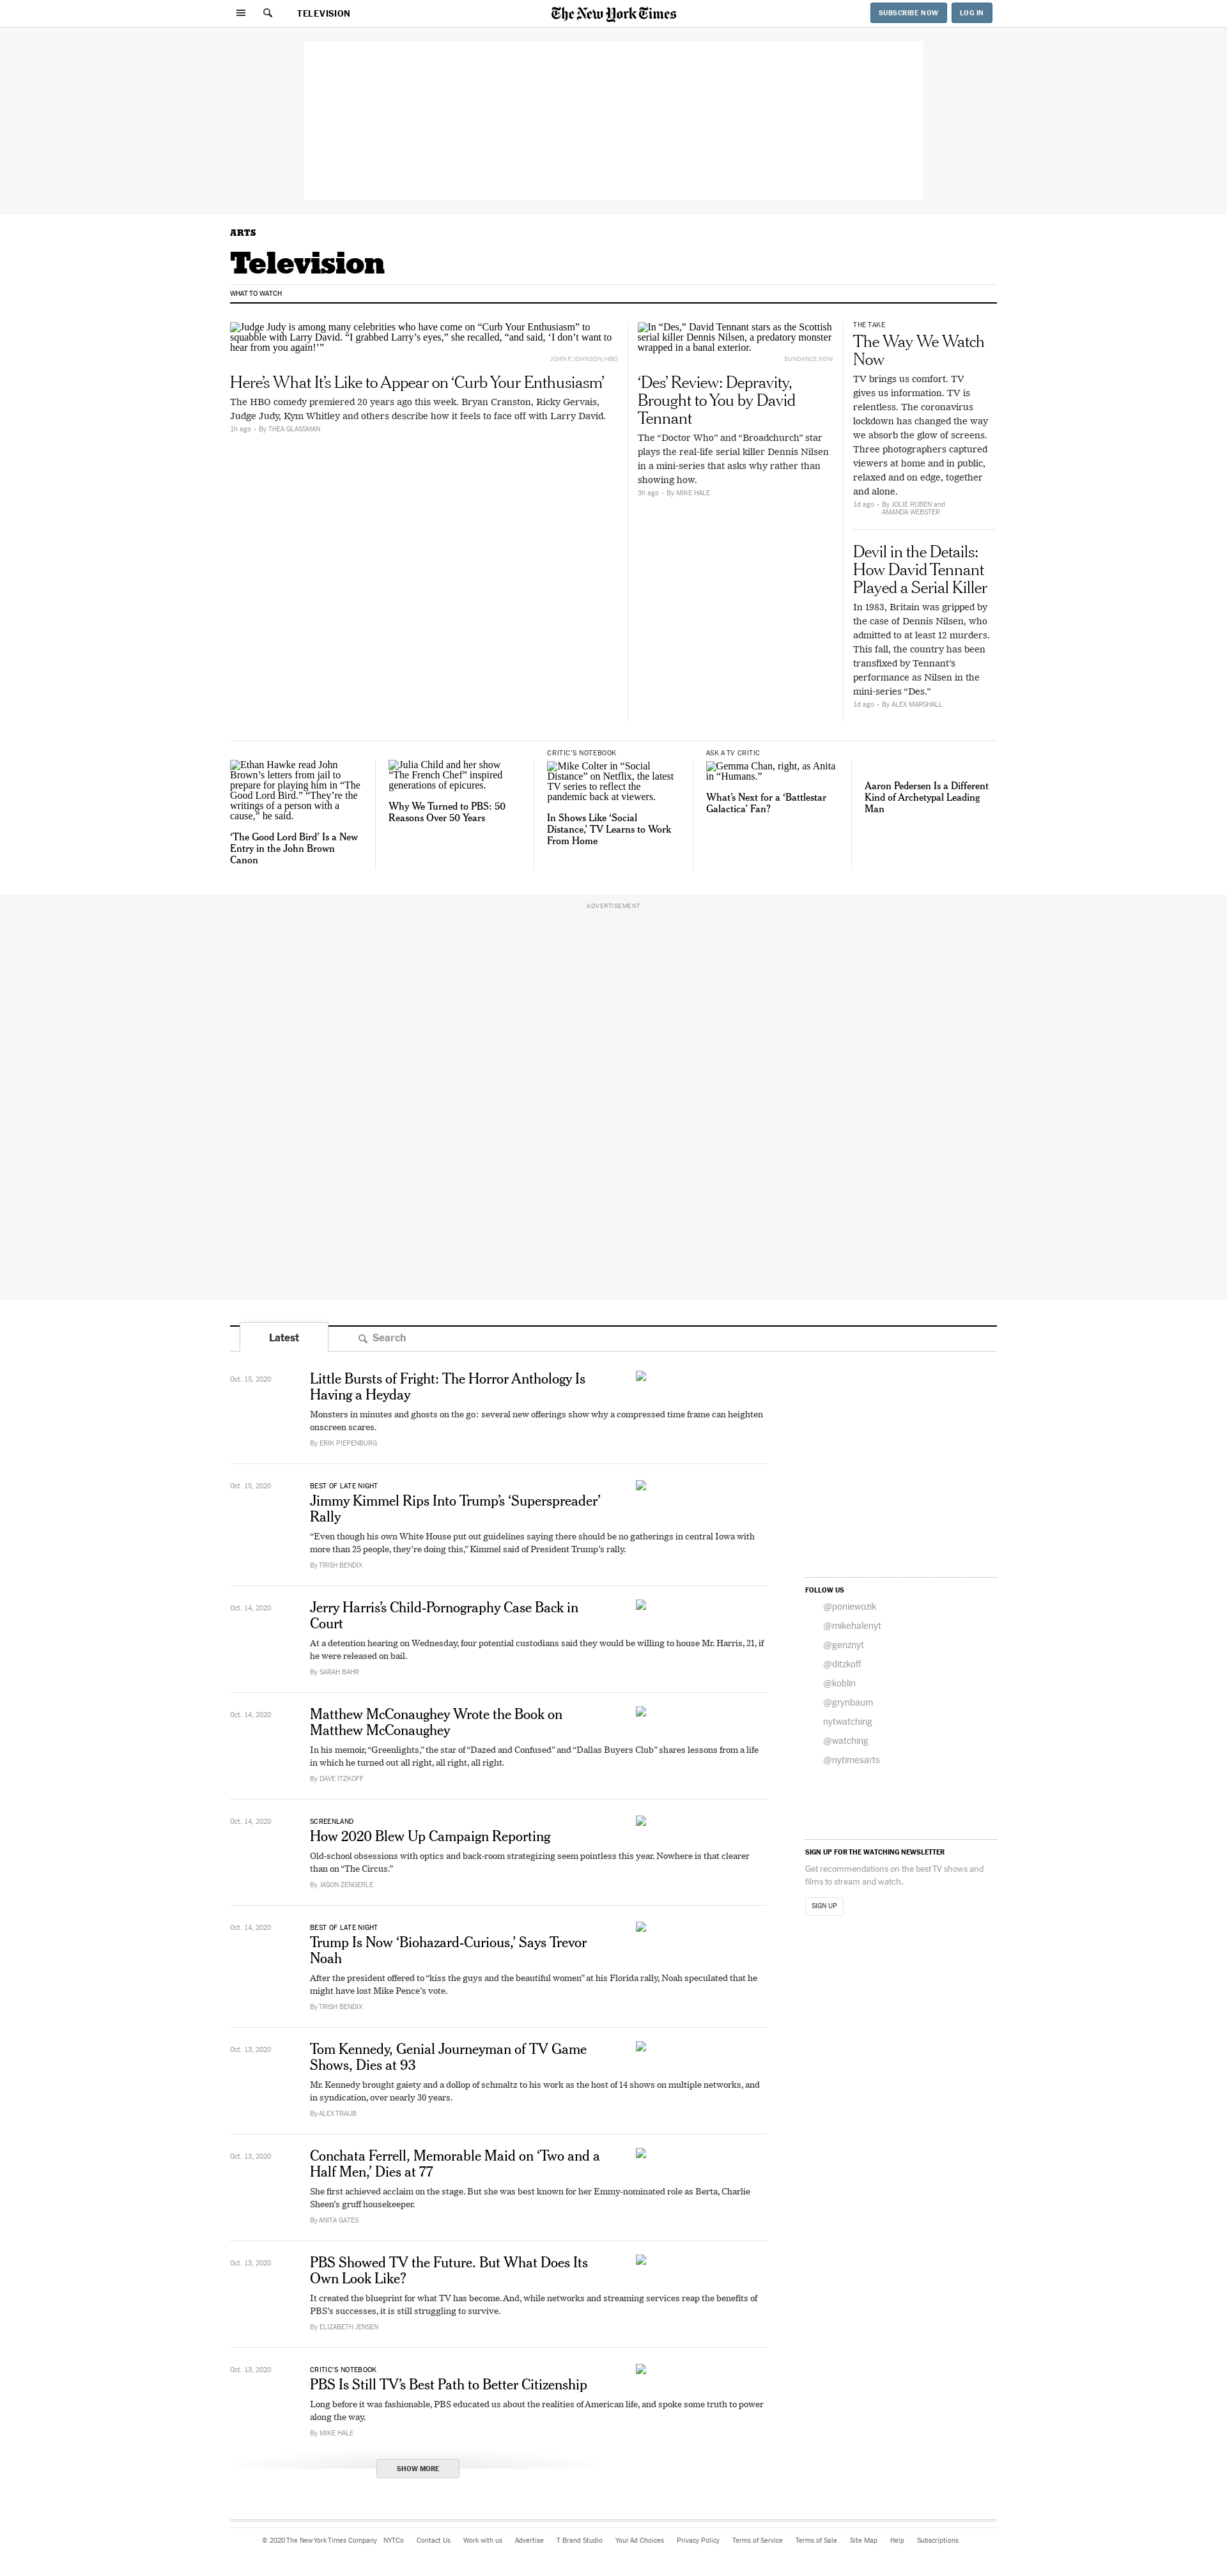 TELEVISION
The New York Times
SUBSCRIBE NOW
LOG IN
ARTS
Television
WHAT TO WATCH
Judge Judy is among many celebrities who have come on “Curb Your Enthusiasm” to
squabble with Larry David. “I grabbed Larry’s eyes,” she recalled, “and said, ‘I don’t want to
hear from you again!’”
JOHN P. JOHNSON/HBO
Here’s What It’s Like to Appear on ‘Curb Your Enthusiasm’
The HBO comedy premiered 20 years ago this week. Bryan Cranston, Ricky Gervais,
Judge Judy, Kym Whitley and others describe how it feels to face off with Larry David.
1h ago • By THEA GLASSMAN
In “Des,” David Tennant stars as the Scottish
serial killer Dennis Nilsen, a predatory monster
wrapped in a banal exterior.
SUNDANCE NOW
‘Des’ Review: Depravity,
Brought to You by David
Tennant
The “Doctor Who” and “Broadchurch” star
plays the real-life serial killer Dennis Nilsen
in a mini-series that asks why rather than
showing how.
3h ago • By MIKE HALE
THE TAKE
The Way We Watch
Now
TV brings us comfort. TV
gives us information. TV is
relentless. The coronavirus
lockdown has changed the way
we absorb the glow of screens.
Three photographers captured
viewers at home and in public,
relaxed and on edge, together
and alone.
1d ago • By JOLIE RUBEN and
AMANDA WEBSTER
Devil in the Details:
How David Tennant
Played a Serial Killer
In 1983, Britain was gripped by
the case of Dennis Nilsen, who
admitted to at least 12 murders.
This fall, the country has been
transfixed by Tennant’s
performance as Nilsen in the
mini-series “Des.”
1d ago • By ALEX MARSHALL
Ethan Hawke read John
Brown’s letters from jail to
prepare for playing him in “The
Good Lord Bird.” “They’re the
writings of a person with a
cause,” he said.
‘The Good Lord Bird’ Is a New
Entry in the John Brown
Canon
Julia Child and her show
“The French Chef” inspired
generations of epicures.
Why We Turned to PBS: 50
Reasons Over 50 Years
CRITIC’S NOTEBOOK
Mike Colter in “Social
Distance” on Netflix, the latest
TV series to reflect the
pandemic back at viewers.
In Shows Like ‘Social
Distance,’ TV Learns to Work
From Home
ASK A TV CRITIC
Gemma Chan, right, as Anita
in “Humans.”
What’s Next for a ‘Battlestar
Galactica’ Fan?
Aaron Pedersen Is a Different
Kind of Archetypal Leading
Man
ADVERTISEMENT
Latest
Search
Oct. 15, 2020
Little Bursts of Fright: The Horror Anthology Is
Having a Heyday
Monsters in minutes and ghosts on the go: several new offerings show why a compressed time frame can heighten
onscreen scares.
By ERIK PIEPENBURG
Oct. 15, 2020
BEST OF LATE NIGHT
Jimmy Kimmel Rips Into Trump’s ‘Superspreader’
Rally
“Even though his own White House put out guidelines saying there should be no gatherings in central Iowa with
more than 25 people, they’re doing this,” Kimmel said of President Trump’s rally.
By TRISH BENDIX
Oct. 14, 2020
Jerry Harris’s Child-Pornography Case Back in
Court
At a detention hearing on Wednesday, four potential custodians said they would be willing to house Mr. Harris, 21, if he
were released on bail.
By SARAH BAHR
Oct. 14, 2020
Matthew McConaughey Wrote the Book on
Matthew McConaughey
In his memoir, “Greenlights,” the star of “Dazed and Confused” and “Dallas Buyers Club” shares lessons from a life
in which he turned out all right, all right, all right.
By DAVE ITZKOFF
Oct. 14, 2020
SCREENLAND
How 2020 Blew Up Campaign Reporting
Old-school obsessions with optics and back-room strategizing seem pointless this year. Nowhere is that clearer
than on “The Circus.”
By JASON ZENGERLE
Oct. 14, 2020
BEST OF LATE NIGHT
Trump Is Now ‘Biohazard-Curious,’ Says Trevor
Noah
After the president offered to “kiss the guys and the beautiful women” at his Florida rally, Noah speculated that he
might have lost Mike Pence’s vote.
By TRISH BENDIX
Oct. 13, 2020
Tom Kennedy, Genial Journeyman of TV Game
Shows, Dies at 93
Mr. Kennedy brought gaiety and a dollop of schmaltz to his work as the host of 14 shows on multiple networks, and
in syndication, over nearly 30 years.
By ALEX TRAUB
Oct. 13, 2020
Conchata Ferrell, Memorable Maid on ‘Two and a
Half Men,’ Dies at 77
She first achieved acclaim on the stage. But she was best known for her Emmy-nominated role as Berta, Charlie
Sheen’s gruff housekeeper.
By ANITA GATES
Oct. 13, 2020
PBS Showed TV the Future. But What Does Its
Own Look Like?
It created the blueprint for what TV has become. And, while networks and streaming services reap the benefits of
PBS’s successes, it is still struggling to survive.
By ELIZABETH JENSEN
Oct. 13, 2020
CRITIC’S NOTEBOOK
PBS Is Still TV’s Best Path to Better Citizenship
Long before it was fashionable, PBS educated us about the realities of American life, and spoke some truth to power
along the way.
By MIKE HALE
SHOW MORE
FOLLOW US
@poniewozik
@mikehalenyt
@genznyt
@ditzkoff
@koblin
@grynbaum
nytwatching
@watching
@nytimesarts
SIGN UP FOR THE WATCHING NEWSLETTER
Get recommendations on the best TV shows and
films to stream and watch.
SIGN UP
© 2020 The New York Times Company NYTCo Contact Us Work with us Advertise T Brand Studio Your Ad Choices Privacy Policy Terms of Service Terms of Sale Site Map Help Subscriptions